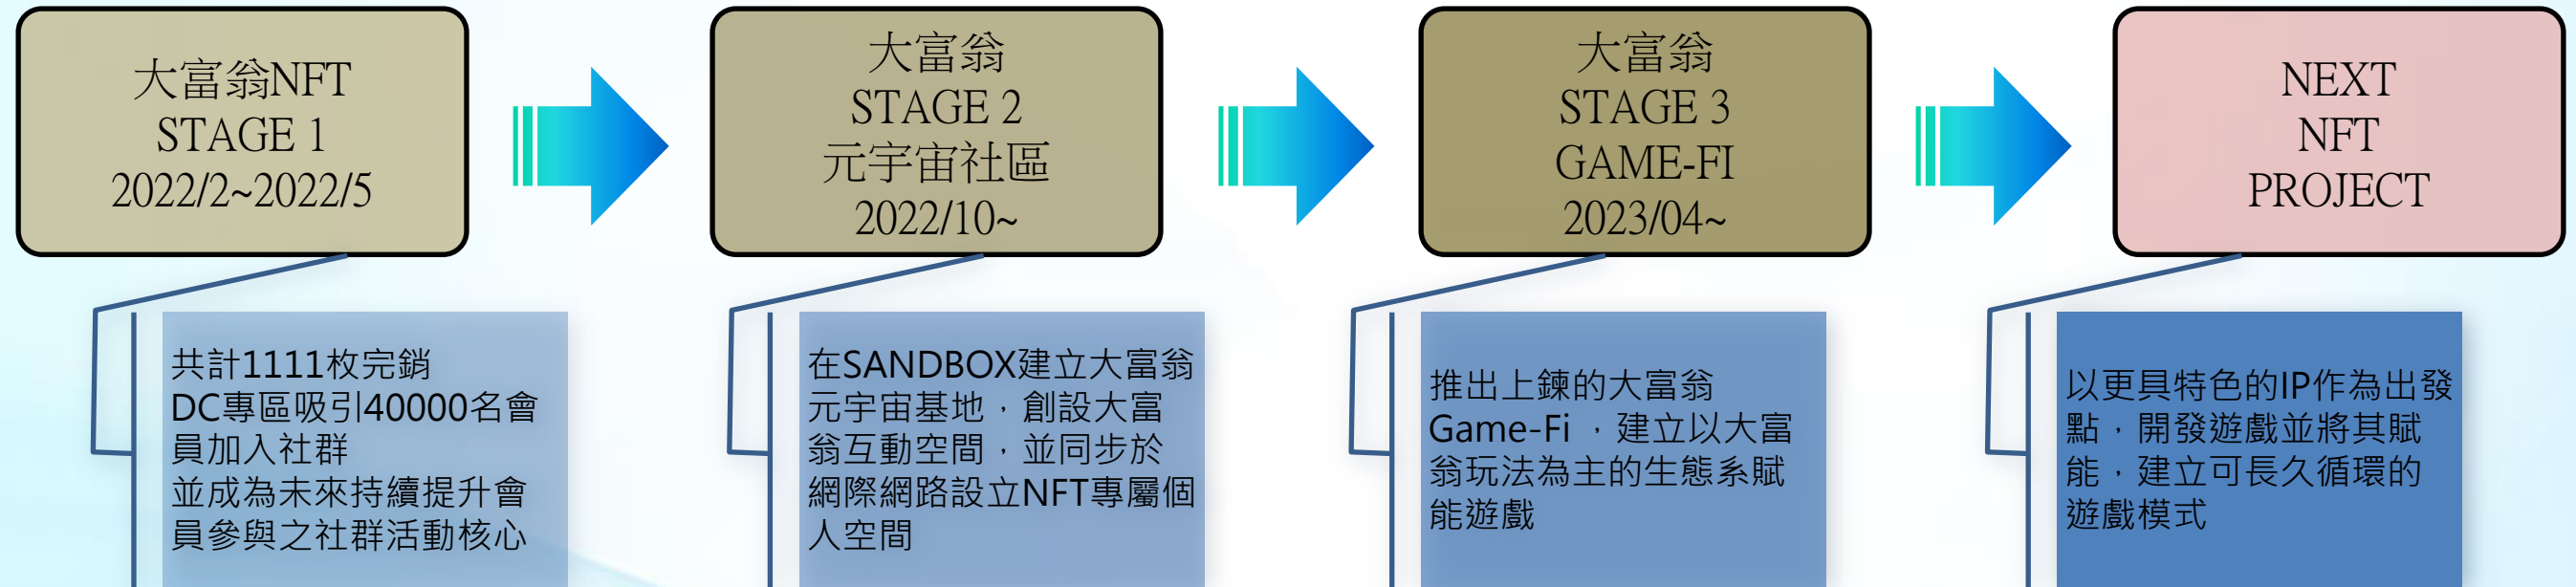 大富翁NFT
STAGE 1
2022/2~2022/5
大富翁
STAGE 2
元宇宙社區
2022/10~
大富翁
STAGE 3
GAME-FI
2023/04~
NEXT
NFT
PROJECT
共計1111枚完銷
DC專區吸引40000名會
員加入社群
並成為未來持續提升會
員參與之社群活動核心
在SANDBOX建立大富翁
元宇宙基地，創設大富
翁互動空間，並同步於
網際網路設立NFT專屬個
人空間
推出上鍊的大富翁
Game-Fi ，建立以大富
翁玩法為主的生態系賦
能遊戲
以更具特色的IP作為出發
點，開發遊戲並將其賦
能，建立可長久循環的
遊戲模式